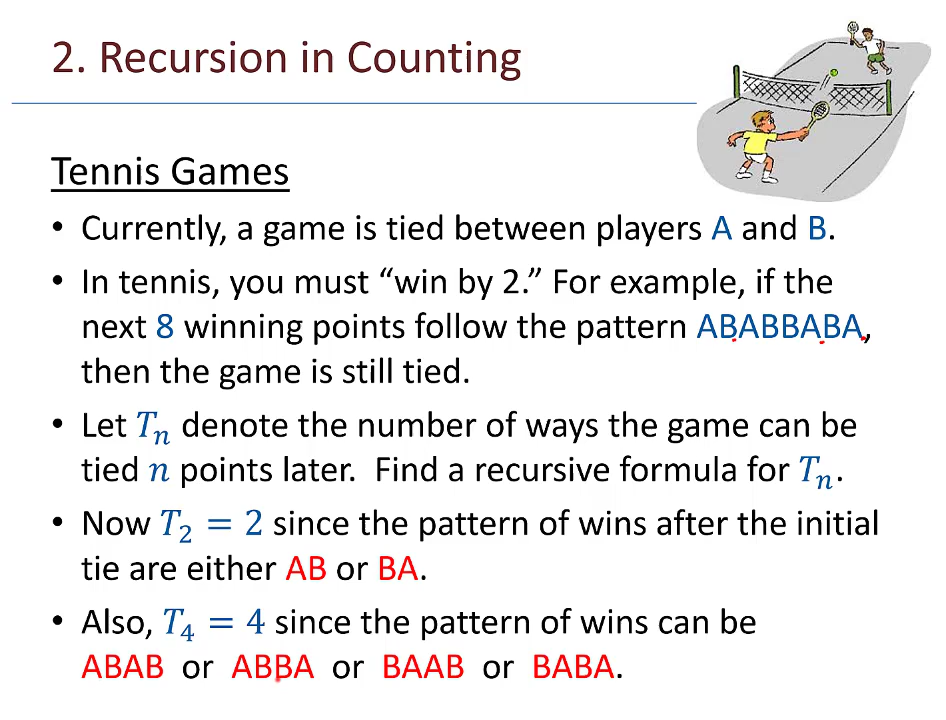 2. Recursion in Counting
Tennis Games
• Currently, a game is tied between players A and B.
• In tennis, you must “win by 2.” For example, if the
next 8 winning points follow the pattern ABABBABA,
then the game is still tied.
• Let Tₙ denote the number of ways the game can be
tied n points later. Find a recursive formula for Tₙ.
• Now T₂ = 2 since the pattern of wins after the initial
tie are either AB or BA.
• Also, T₄ = 4 since the pattern of wins can be
ABAB or ABBA or BAAB or BABA.